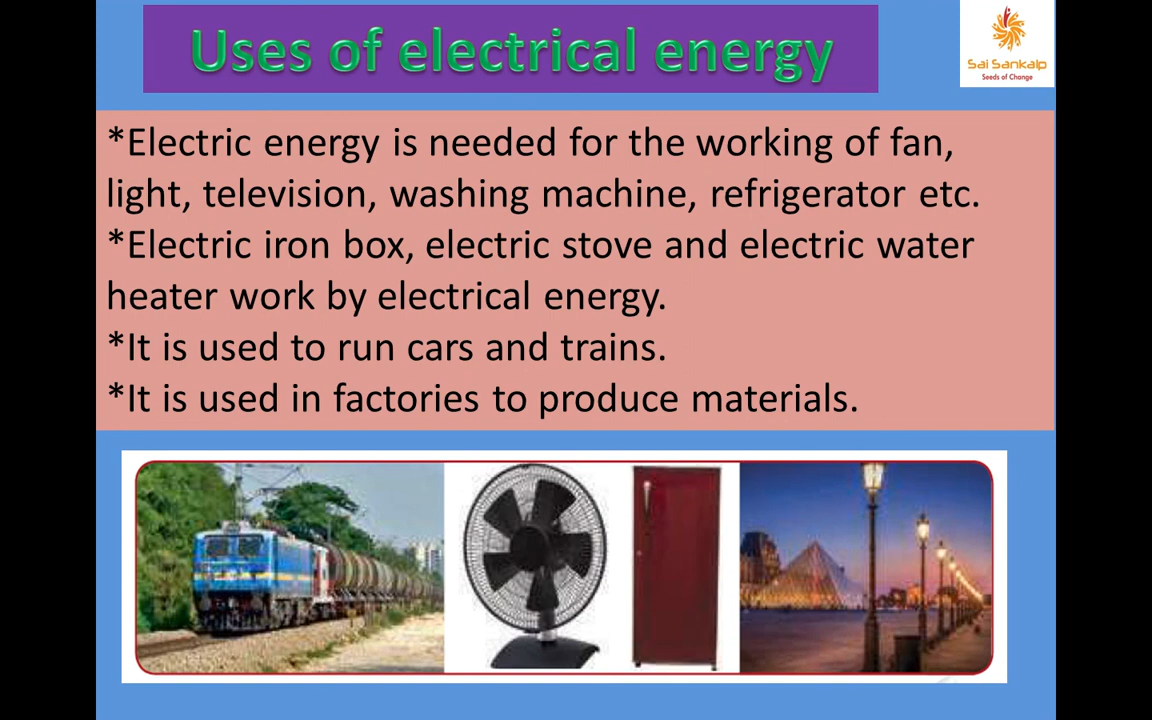 Uses of electrical energy
Sai Sankalp
Seeds of Change
*Electric energy is needed for the working of fan,
light, television, washing machine, refrigerator etc.
*Electric iron box, electric stove and electric water
heater work by electrical energy.
*It is used to run cars and trains.
*It is used in factories to produce materials.